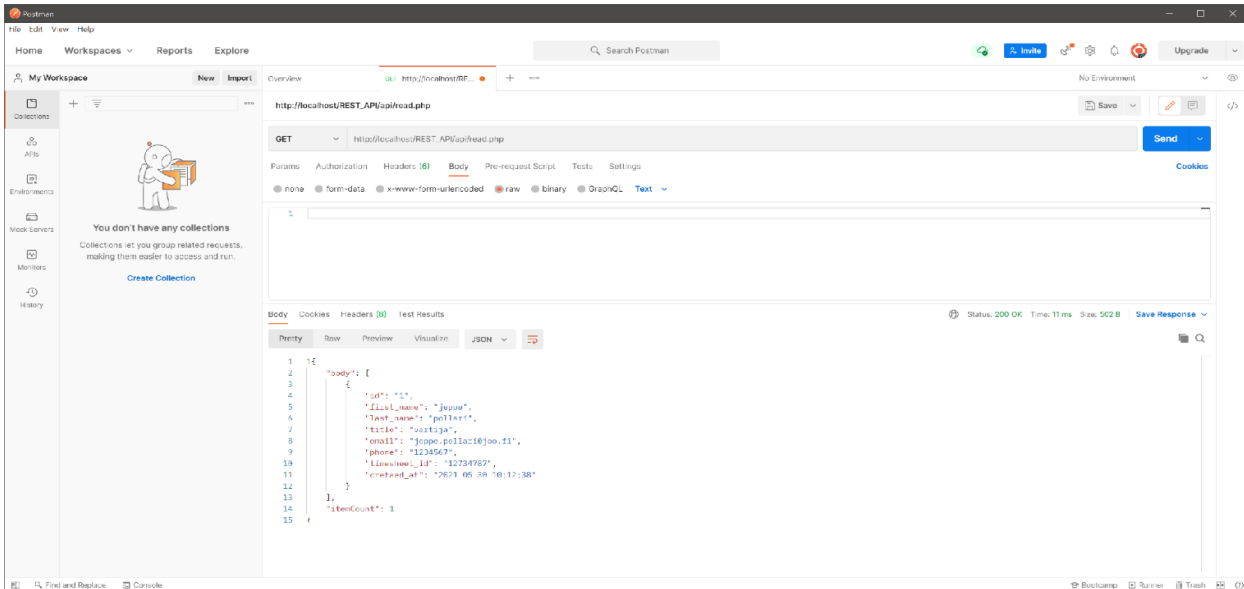 Postman
File Edit View Help
Home Workspaces Reports Explore Search Postman Invite Upgrade
My Workspace New Import Overview GET http://localhost/RE... No Environment
Collections
http://localhost/REST_API/api/read.php Save
APIs
GET http://localhost/REST_API/api/read.php Send
Environments
Params Authorization Headers (6) Body Pre-request Script Tests Settings Cookies
none form-data x-www-form-urlencoded raw binary GraphQL Text
Mock Servers
1
Monitors
History
You don't have any collections
Collections let you group related requests,
making them easier to access and run.
Create Collection
Body Cookies Headers (8) Test Results Status: 200 OK Time: 11 ms Size: 502 B Save Response
Pretty Raw Preview Visualize JSON
1 1{
2 "body": [
3 {
4 "id": "1",
5 "first_name": "jeppe",
6 "last_name": "pollari",
7 "title": "vartija",
8 "email": "jeppe.pollari@joo.fi",
9 "phone": "1234567",
10 "timesheet_id": "12734787",
11 "cretaed_at": "2021-05-30 10:12:38"
12 }
13 ],
14 "itemCount": 1
15 }
Find and Replace Console Bootcamp Runner Trash